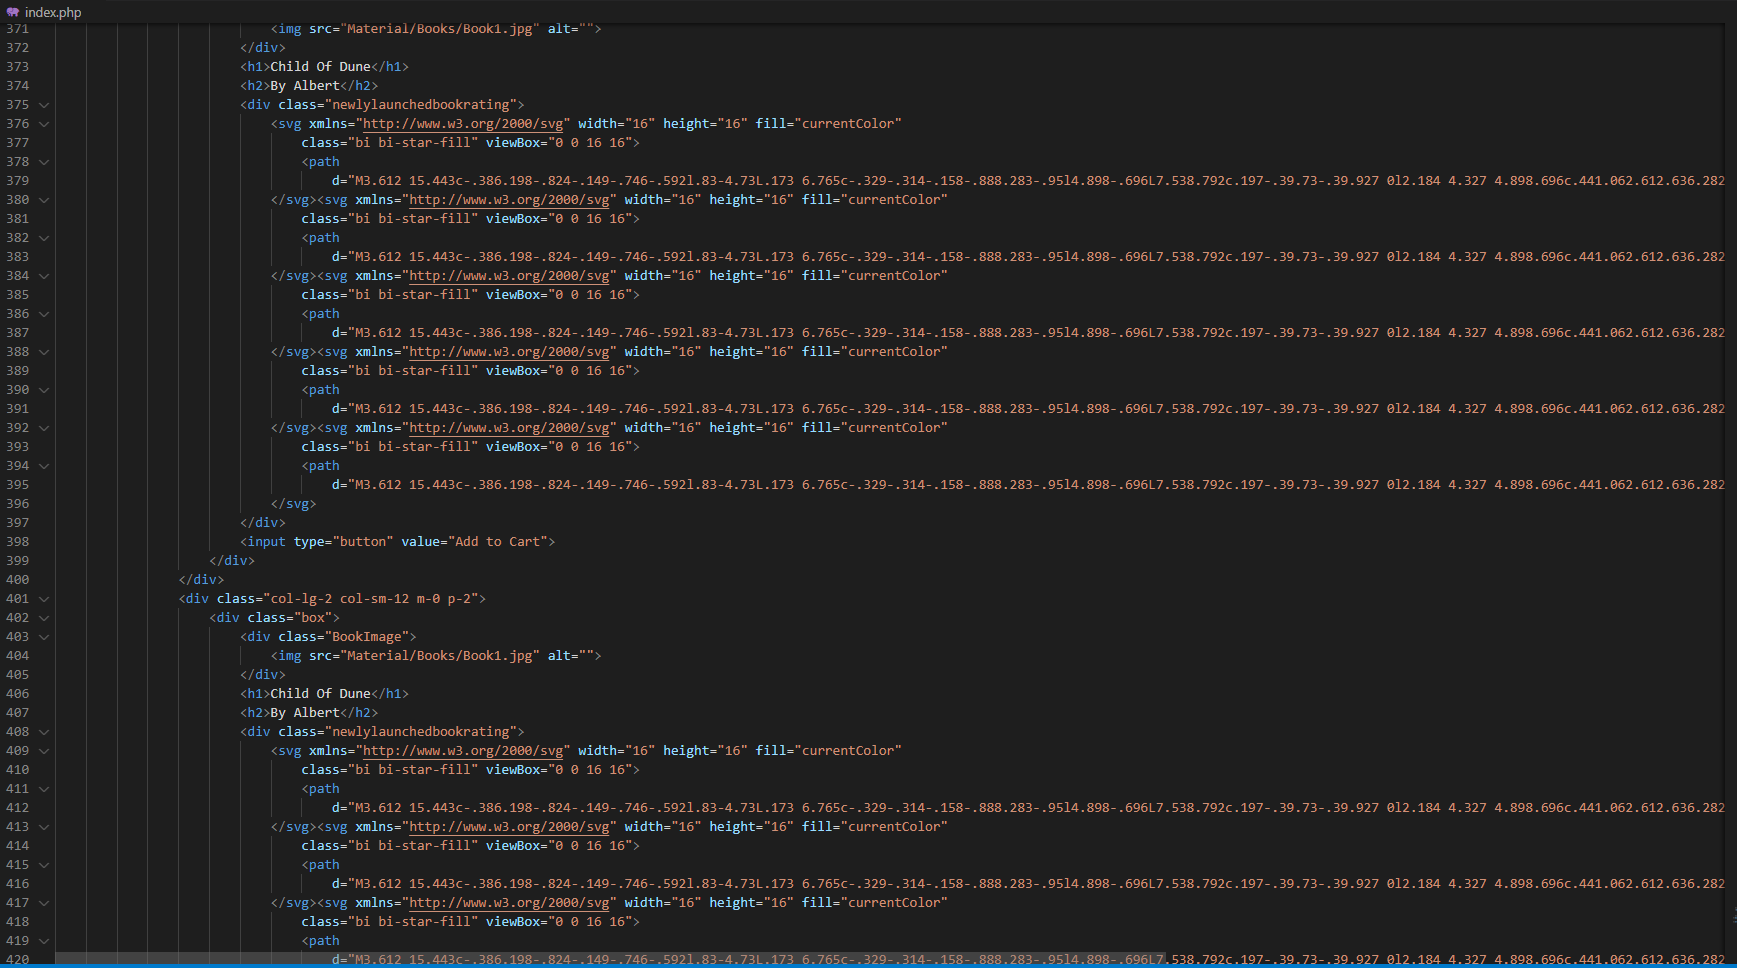 index.php
371 <img src="Material/Books/Book1.jpg" alt="">
372 </div>
373 <h1>Child Of Dune</h1>
374 <h2>By Albert</h2>
375 <div class="newlylaunchedbookrating">
376 <svg xmlns="http://www.w3.org/2000/svg" width="16" height="16" fill="currentColor"
377 class="bi bi-star-fill" viewBox="0 0 16 16">
378 <path
379 d="M3.612 15.443c-.386.198-.824-.149-.746-.592l.83-4.73L.173 6.765c-.329-.314-.158-.888.283-.95l4.898-.696L7.538.792c.197-.39.73-.39.927 0l2.184 4.327 4.898.696c.441.062.612.636.282
380 </svg><svg xmlns="http://www.w3.org/2000/svg" width="16" height="16" fill="currentColor"
381 class="bi bi-star-fill" viewBox="0 0 16 16">
382 <path
383 d="M3.612 15.443c-.386.198-.824-.149-.746-.592l.83-4.73L.173 6.765c-.329-.314-.158-.888.283-.95l4.898-.696L7.538.792c.197-.39.73-.39.927 0l2.184 4.327 4.898.696c.441.062.612.636.282
384 </svg><svg xmlns="http://www.w3.org/2000/svg" width="16" height="16" fill="currentColor"
385 class="bi bi-star-fill" viewBox="0 0 16 16">
386 <path
387 d="M3.612 15.443c-.386.198-.824-.149-.746-.592l.83-4.73L.173 6.765c-.329-.314-.158-.888.283-.95l4.898-.696L7.538.792c.197-.39.73-.39.927 0l2.184 4.327 4.898.696c.441.062.612.636.282
388 </svg><svg xmlns="http://www.w3.org/2000/svg" width="16" height="16" fill="currentColor"
389 class="bi bi-star-fill" viewBox="0 0 16 16">
390 <path
391 d="M3.612 15.443c-.386.198-.824-.149-.746-.592l.83-4.73L.173 6.765c-.329-.314-.158-.888.283-.95l4.898-.696L7.538.792c.197-.39.73-.39.927 0l2.184 4.327 4.898.696c.441.062.612.636.282
392 </svg><svg xmlns="http://www.w3.org/2000/svg" width="16" height="16" fill="currentColor"
393 class="bi bi-star-fill" viewBox="0 0 16 16">
394 <path
395 d="M3.612 15.443c-.386.198-.824-.149-.746-.592l.83-4.73L.173 6.765c-.329-.314-.158-.888.283-.95l4.898-.696L7.538.792c.197-.39.73-.39.927 0l2.184 4.327 4.898.696c.441.062.612.636.282
396 </svg>
397 </div>
398 <input type="button" value="Add to Cart">
399 </div>
400 </div>
401 <div class="col-lg-2 col-sm-12 m-0 p-2">
402 <div class="box">
403 <div class="BookImage">
404 <img src="Material/Books/Book1.jpg" alt="">
405 </div>
406 <h1>Child Of Dune</h1>
407 <h2>By Albert</h2>
408 <div class="newlylaunchedbookrating">
409 <svg xmlns="http://www.w3.org/2000/svg" width="16" height="16" fill="currentColor"
410 class="bi bi-star-fill" viewBox="0 0 16 16">
411 <path
412 d="M3.612 15.443c-.386.198-.824-.149-.746-.592l.83-4.73L.173 6.765c-.329-.314-.158-.888.283-.95l4.898-.696L7.538.792c.197-.39.73-.39.927 0l2.184 4.327 4.898.696c.441.062.612.636.282
413 </svg><svg xmlns="http://www.w3.org/2000/svg" width="16" height="16" fill="currentColor"
414 class="bi bi-star-fill" viewBox="0 0 16 16">
415 <path
416 d="M3.612 15.443c-.386.198-.824-.149-.746-.592l.83-4.73L.173 6.765c-.329-.314-.158-.888.283-.95l4.898-.696L7.538.792c.197-.39.73-.39.927 0l2.184 4.327 4.898.696c.441.062.612.636.282
417 </svg><svg xmlns="http://www.w3.org/2000/svg" width="16" height="16" fill="currentColor"
418 class="bi bi-star-fill" viewBox="0 0 16 16">
419 <path
420 d="M3.612 15.443c-.386.198-.824-.149-.746-.592l.83-4.73L.173 6.765c-.329-.314-.158-.888.283-.95l4.898-.696L7.538.792c.197-.39.73-.39.927 0l2.184 4.327 4.898.696c.441.062.612.636.282